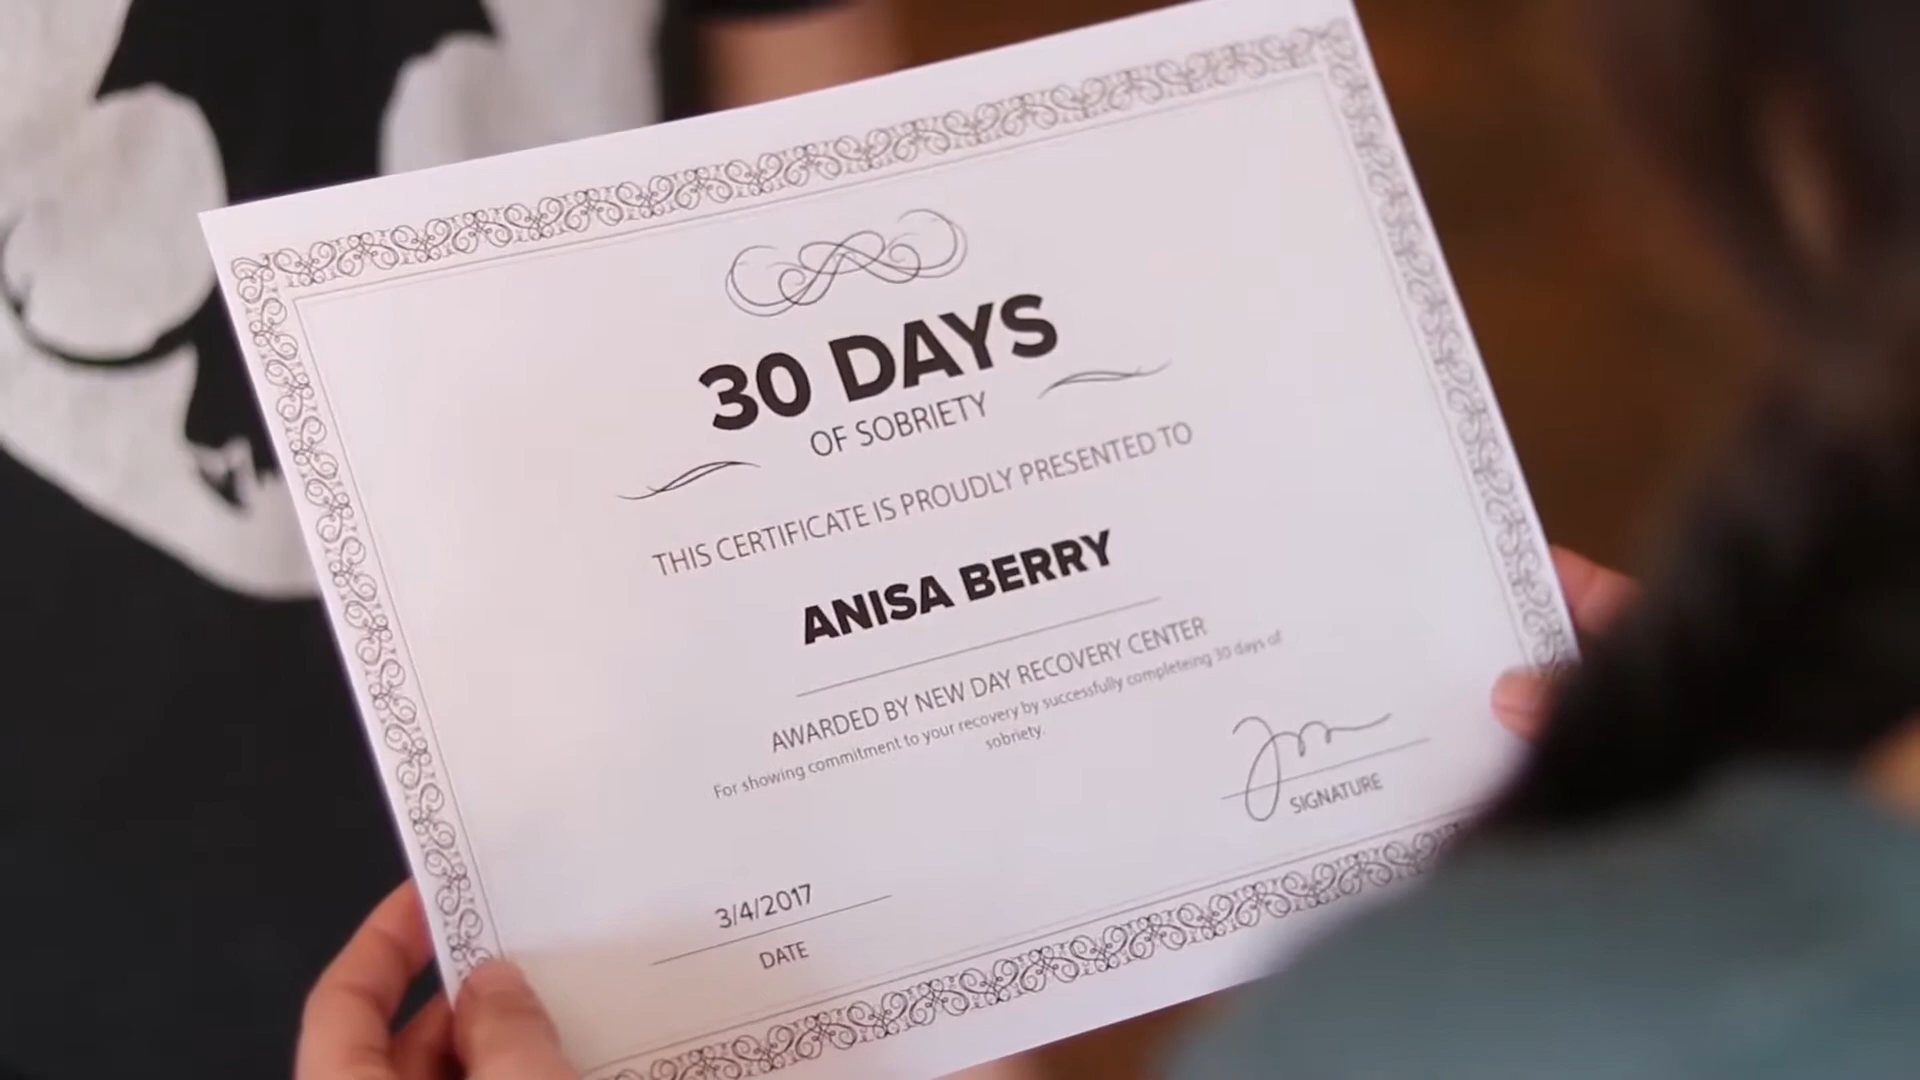 30 DAYS
OF SOBRIETY
THIS CERTIFICATE IS PROUDLY PRESENTED TO
ANISA BERRY
AWARDED BY NEW DAY RECOVERY CENTER
For showing commitment to your recovery by successfully completeing 30 days of
sobriety.
SIGNATURE
3/4/2017
DATE